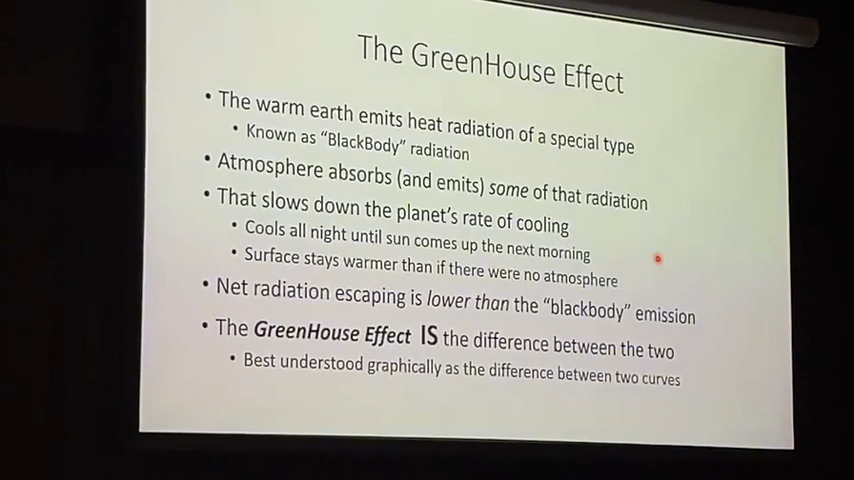 The GreenHouse Effect
• The warm earth emits heat radiation of a special type
• Known as “BlackBody” radiation
• Atmosphere absorbs (and emits) some of that radiation
• That slows down the planet’s rate of cooling
• Cools all night until sun comes up the next morning
• Surface stays warmer than if there were no atmosphere
• Net radiation escaping is lower than the “blackbody” emission
• The GreenHouse Effect IS the difference between the two
• Best understood graphically as the difference between two curves